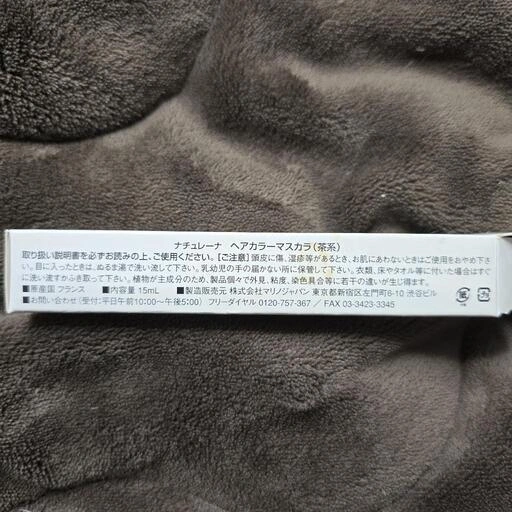 ナチュレーナ ヘアカラーマスカラ(茶系)
取り扱い説明書を必ずお読みの上、ご使用ください。[ご注意]頭皮に傷、湿疹等があるとき、お肌にあわないときはご使用をおやめ下さ
い。目に入ったときは、ぬるま湯で洗い流して下さい。乳幼児の手の届かない所に保管して下さい。衣類、床やタオル等に付いた場合はすぐ
に洗い流すかふき取って下さい。植物が主成分のため、製品個々で外見、粘度、染色具合等に若干の違いが生じ得ます。
■原産国 フランス ■内容量 15mL ■製造販売元 株式会社マリノジャパン 東京都新宿区左門町6-10 渋谷ビル
■お問い合わせ(受付:平日午前10:00〜午後5:00) フリーダイヤル 0120-757-367 / FAX 03-3423-3345